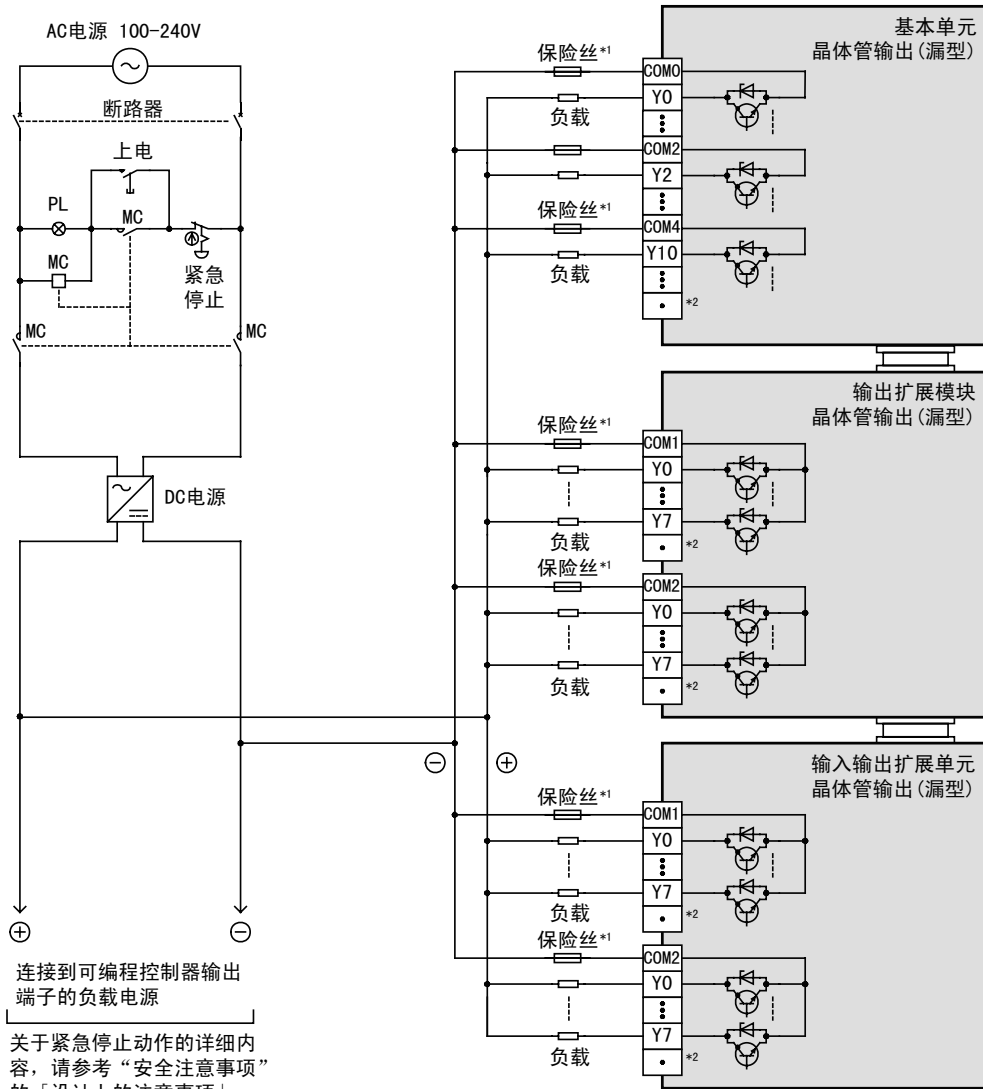 AC电源 100-240V
断路器
上电
PL
MC
MC
紧急
停止
MC
MC
DC电源
⊕
⊖
连接到可编程控制器输出
端子的负载电源
关于紧急停止动作的详细内
容，请参考“安全注意事项”
⊖
⊕
基本单元
晶体管输出(漏型)
保险丝*1
COM0
Y0
负载
COM2
Y2
保险丝*1
COM4
Y10
负载
*2
输出扩展模块
晶体管输出(漏型)
保险丝*1
COM1
Y0
Y7
负载
*2
保险丝*1
COM2
Y0
Y7
负载
*2
输入输出扩展单元
晶体管输出(漏型)
保险丝*1
COM1
Y0
Y7
负载
*2
保险丝*1
COM2
Y0
Y7
负载
*2